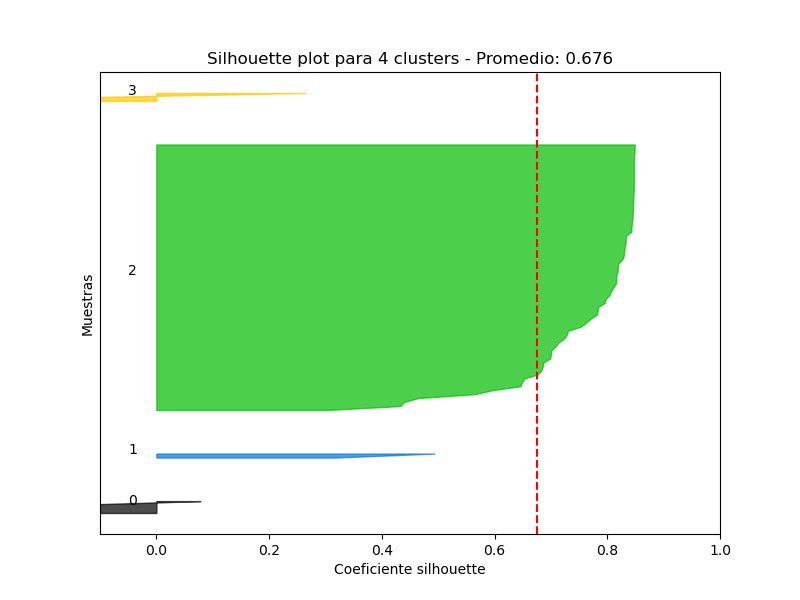 Silhouette plot para 4 clusters - Promedio: 0.676
3
2
1
0
Muestras
0.0 0.2 0.4 0.6 0.8 1.0
Coeficiente silhouette